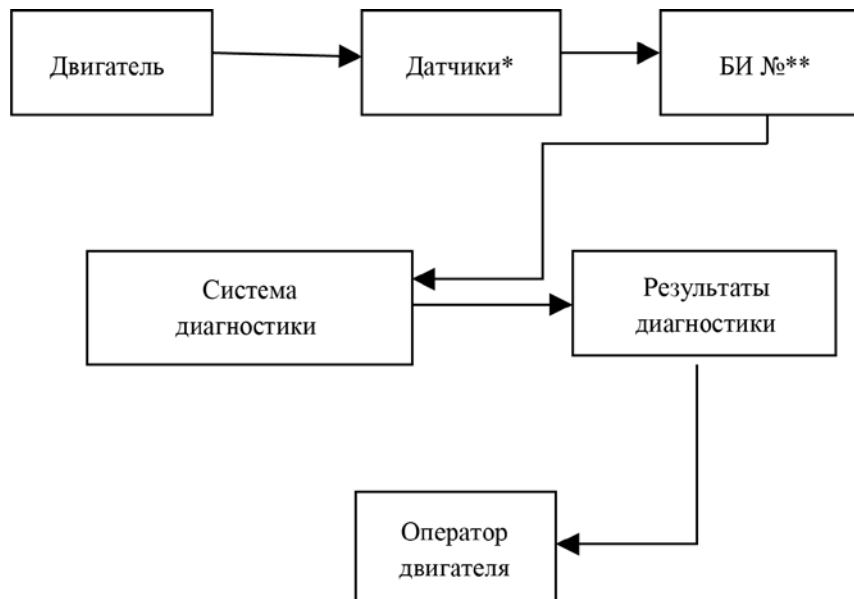 Двигатель
Датчики*
БИ №**
Система
диагностики
Результаты
диагностики
Оператор
двигателя